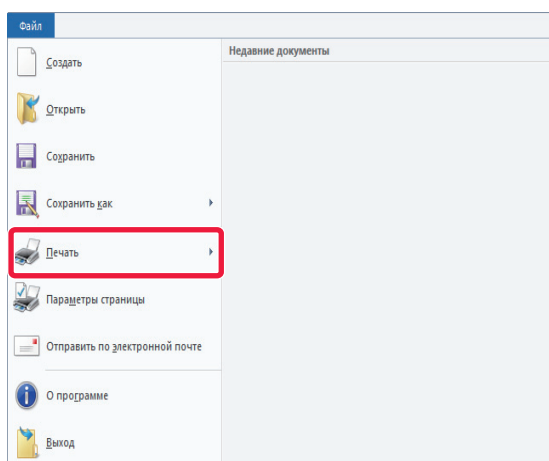 Файл
Недавние документы
Создать
Открыть
Сохранить
Сохранить как
Печать
Параметры страницы
Отправить по электронной почте
О программе
Выход